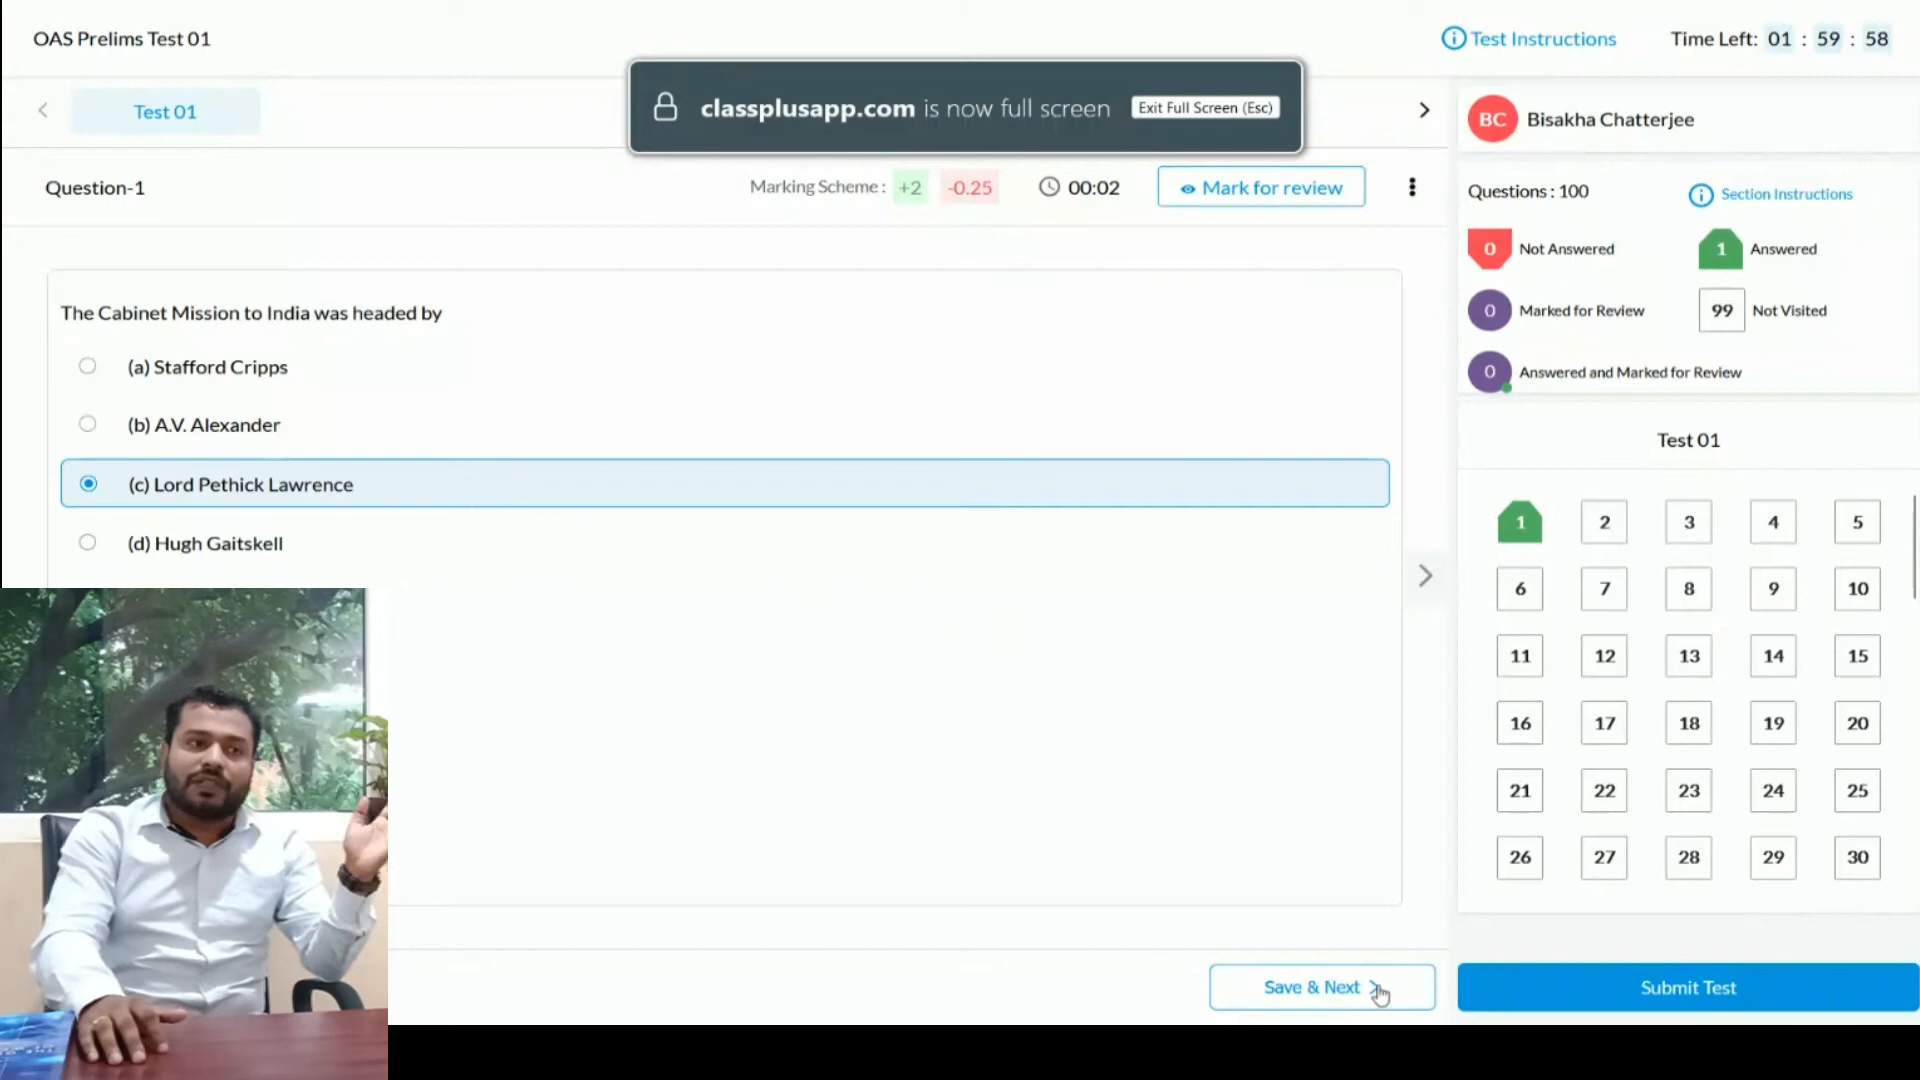 OAS Prelims Test 01
Test Instructions
Time Left: 01 : 59 : 58
Test 01
classplusapp.com is now full screen
Exit Full Screen (Esc)
BC
Bisakha Chatterjee
Question-1
Marking Scheme : +2 -0.25
00:02
Mark for review
Questions : 100
Section Instructions
0 Not Answered
1 Answered
0 Marked for Review
99 Not Visited
0 Answered and Marked for Review
The Cabinet Mission to India was headed by
(a) Stafford Cripps
(b) A.V. Alexander
(c) Lord Pethick Lawrence
(d) Hugh Gaitskell
Test 01
1 2 3 4 5
6 7 8 9 10
11 12 13 14 15
16 17 18 19 20
21 22 23 24 25
26 27 28 29 30
Save & Next
Submit Test